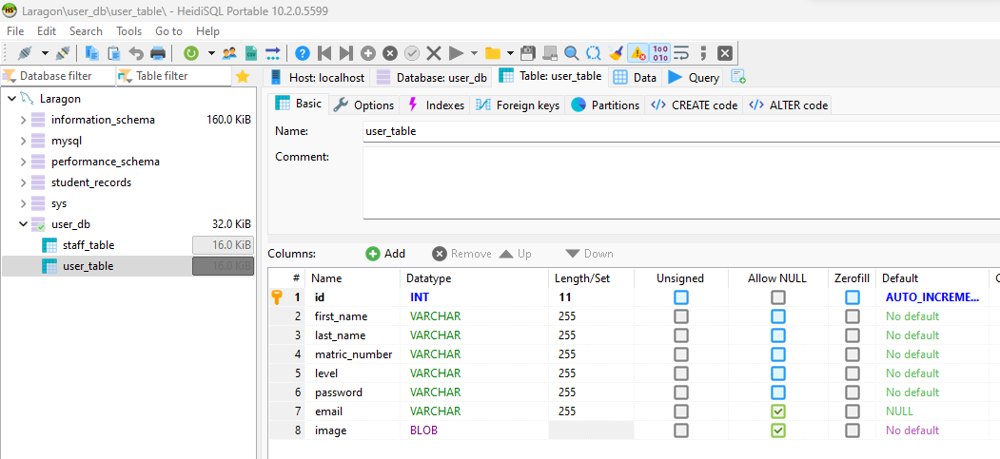 Laragon\user_db\user_table\ - HeidiSQL Portable 10.2.0.5599
File Edit Search Tools Go to Help
Database filter Table filter
Host: localhost Database: user_db Table: user_table Data Query
Laragon
information_schema 160.0 KiB
mysql
performance_schema
student_records
sys
user_db 32.0 KiB
staff_table 16.0 KiB
user_table 16.0 KiB
Basic Options Indexes Foreign keys Partitions CREATE code ALTER code
Name: user_table
Comment:
Columns: Add Remove Up Down
# Name Datatype Length/Set Unsigned Allow NULL Zerofill Default
1 id INT 11 AUTO_INCREME...
2 first_name VARCHAR 255 No default
3 last_name VARCHAR 255 No default
4 matric_number VARCHAR 255 No default
5 level VARCHAR 255 No default
6 password VARCHAR 255 No default
7 email VARCHAR 255 NULL
8 image BLOB No default